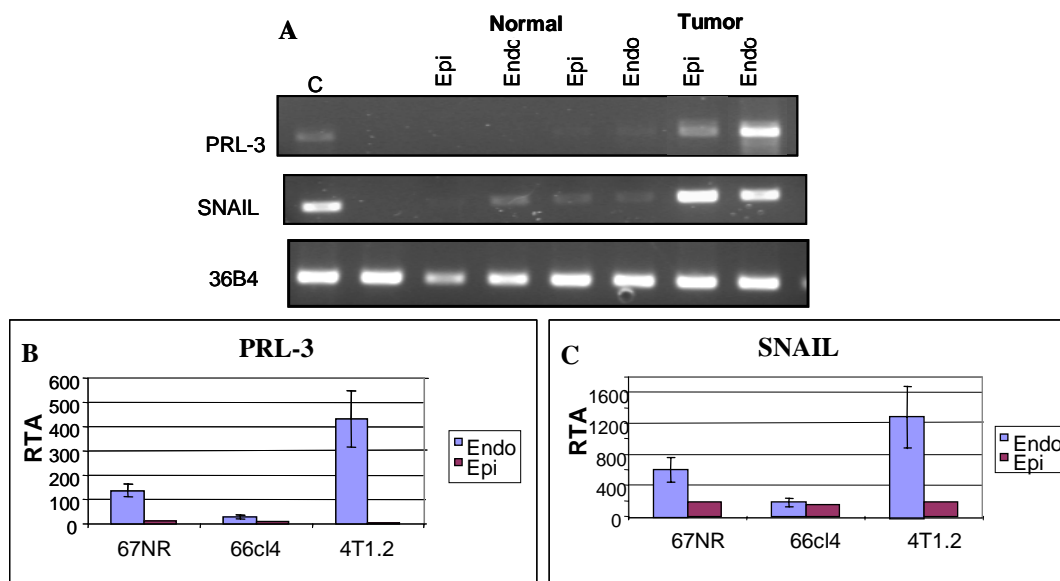 A
Normal
Tumor
C
Epi
Endo
Epi
Endo
Epi
Endo
PRL-3
SNAIL
36B4
B
PRL-3
RTA
600
500
400
300
200
100
0
67NR
66cl4
4T1.2
Endo
Epi
C
SNAIL
RTA
1600
1200
800
400
0
67NR
66cl4
4T1.2
Endo
Epi